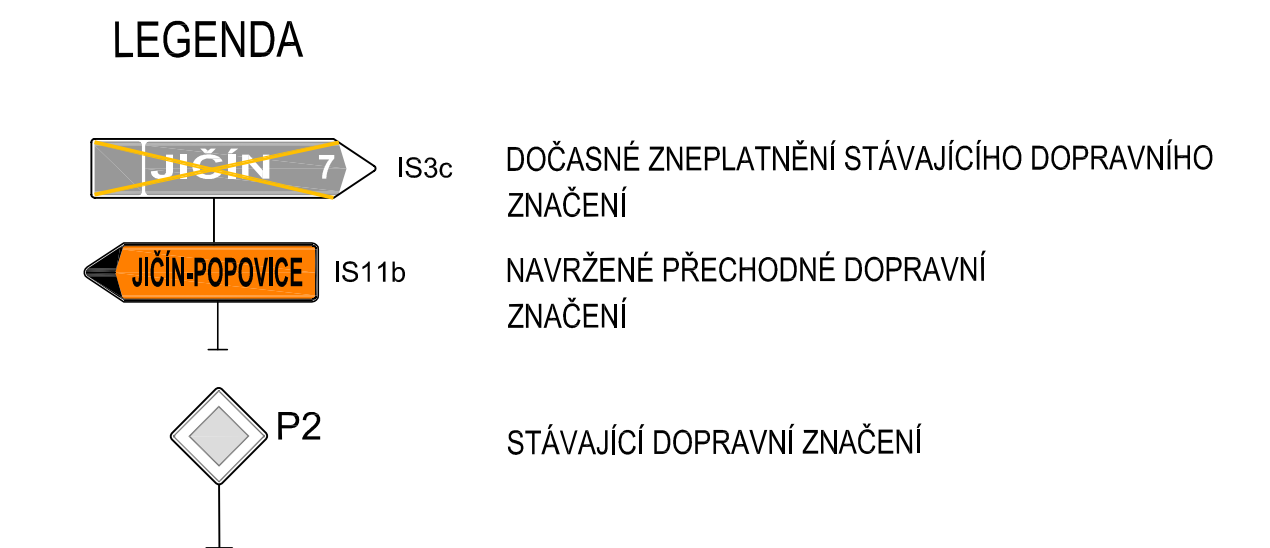 LEGENDA
JIČÍN 7 IS3c DOČASNÉ ZNEPLATNĚNÍ STÁVAJÍCÍHO DOPRAVNÍHO
ZNAČENÍ
JIČÍN-POPOVICE IS11b NAVRŽENÉ PŘECHODNÉ DOPRAVNÍ
ZNAČENÍ
P2 STÁVAJÍCÍ DOPRAVNÍ ZNAČENÍ